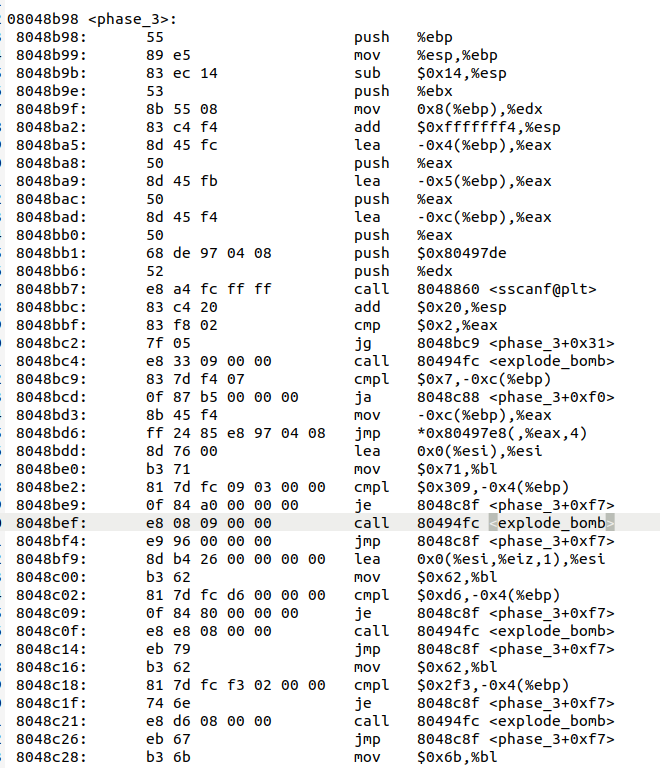 08048b98 <phase_3>:
8048b98: 55 push %ebp
8048b99: 89 e5 mov %esp,%ebp
8048b9b: 83 ec 14 sub $0x14,%esp
8048b9e: 53 push %ebx
8048b9f: 8b 55 08 mov 0x8(%ebp),%edx
8048ba2: 83 c4 f4 add $0xfffffff4,%esp
8048ba5: 8d 45 fc lea -0x4(%ebp),%eax
8048ba8: 50 push %eax
8048ba9: 8d 45 fb lea -0x5(%ebp),%eax
8048bac: 50 push %eax
8048bad: 8d 45 f4 lea -0xc(%ebp),%eax
8048bb0: 50 push %eax
8048bb1: 68 de 97 04 08 push $0x80497de
8048bb6: 52 push %edx
8048bb7: e8 a4 fc ff ff call 8048860 <sscanf@plt>
8048bbc: 83 c4 20 add $0x20,%esp
8048bbf: 83 f8 02 cmp $0x2,%eax
8048bc2: 7f 05 jg 8048bc9 <phase_3+0x31>
8048bc4: e8 33 09 00 00 call 80494fc <explode_bomb>
8048bc9: 83 7d f4 07 cmpl $0x7,-0xc(%ebp)
8048bcd: 0f 87 b5 00 00 00 ja 8048c88 <phase_3+0xf0>
8048bd3: 8b 45 f4 mov -0xc(%ebp),%eax
8048bd6: ff 24 85 e8 97 04 08 jmp *0x80497e8(,%eax,4)
8048bdd: 8d 76 00 lea 0x0(%esi),%esi
8048be0: b3 71 mov $0x71,%bl
8048be2: 81 7d fc 09 03 00 00 cmpl $0x309,-0x4(%ebp)
8048be9: 0f 84 a0 00 00 00 je 8048c8f <phase_3+0xf7>
8048bef: e8 08 09 00 00 call 80494fc <explode_bomb>
8048bf4: e9 96 00 00 00 jmp 8048c8f <phase_3+0xf7>
8048bf9: 8d b4 26 00 00 00 00 lea 0x0(%esi,%eiz,1),%esi
8048c00: b3 62 mov $0x62,%bl
8048c02: 81 7d fc d6 00 00 00 cmpl $0xd6,-0x4(%ebp)
8048c09: 0f 84 80 00 00 00 je 8048c8f <phase_3+0xf7>
8048c0f: e8 e8 08 00 00 call 80494fc <explode_bomb>
8048c14: eb 79 jmp 8048c8f <phase_3+0xf7>
8048c16: b3 62 mov $0x62,%bl
8048c18: 81 7d fc f3 02 00 00 cmpl $0x2f3,-0x4(%ebp)
8048c1f: 74 6e je 8048c8f <phase_3+0xf7>
8048c21: e8 d6 08 00 00 call 80494fc <explode_bomb>
8048c26: eb 67 jmp 8048c8f <phase_3+0xf7>
8048c28: b3 6b mov $0x6b,%bl